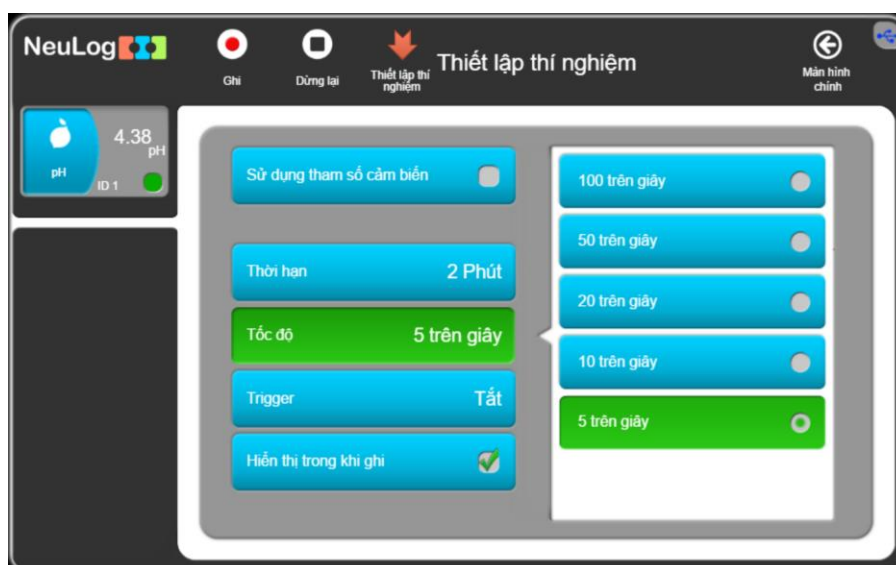 NeuLog
Ghi
Dừng lại
Thiết lập thí
nghiệm
Thiết lập thí nghiệm
Màn hình
chính
4.38
pH
pH
ID 1
Sử dụng tham số cảm biến
Thời hạn
2 Phút
Tốc độ
5 trên giây
Trigger
Tắt
Hiển thị trong khi ghi
100 trên giây
50 trên giây
20 trên giây
10 trên giây
5 trên giây